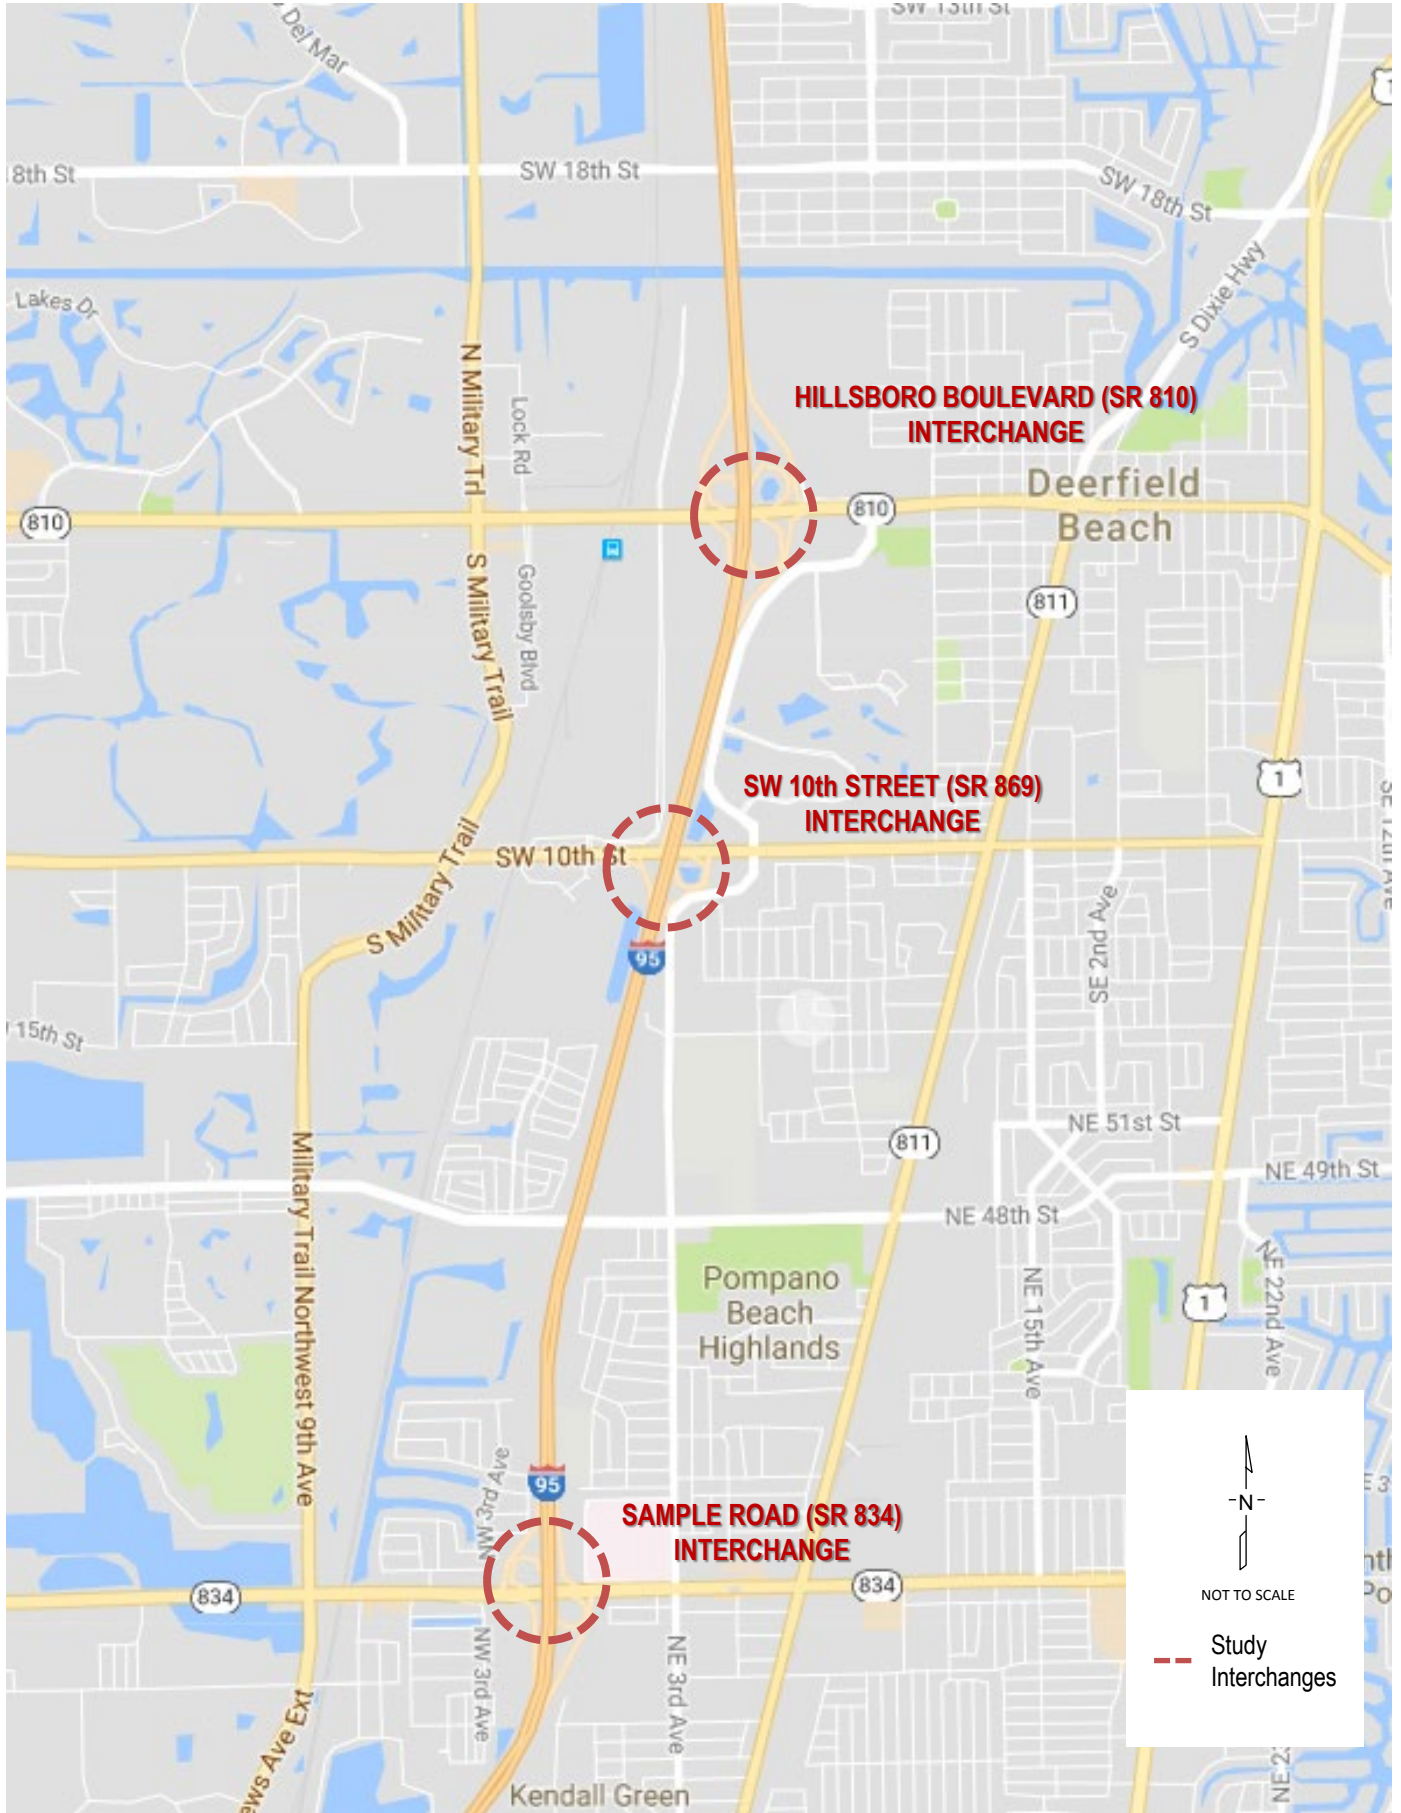 SW 13th St
Del Mar
8th St
SW 18th St
SW 18th St
1
S Dixie Hwy
Lakes Dr
N Military Trl
Lock Rd
HILLSBORO BOULEVARD (SR 810)
INTERCHANGE
Deerfield
Beach
810
810
S Military Trail
Goolsby Blvd
811
1
SW 10th STREET (SR 869)
INTERCHANGE
SE 12th Ave
SW 10th St
S Military Trail
SE 2nd Ave
95
15th St
NE 51st St
811
NE 49th St
NE 48th St
Military Trail Northwest 9th Ave
Pompano
Beach
Highlands
NE 15th Ave
NE 22nd Ave
1
NW 3rd Ave
95
SAMPLE ROAD (SR 834)
INTERCHANGE
834
834
N
NOT TO SCALE
Study
Interchanges
NW 3rd Ave
NE 3rd Ave
ews Ave Ext
Kendall Green